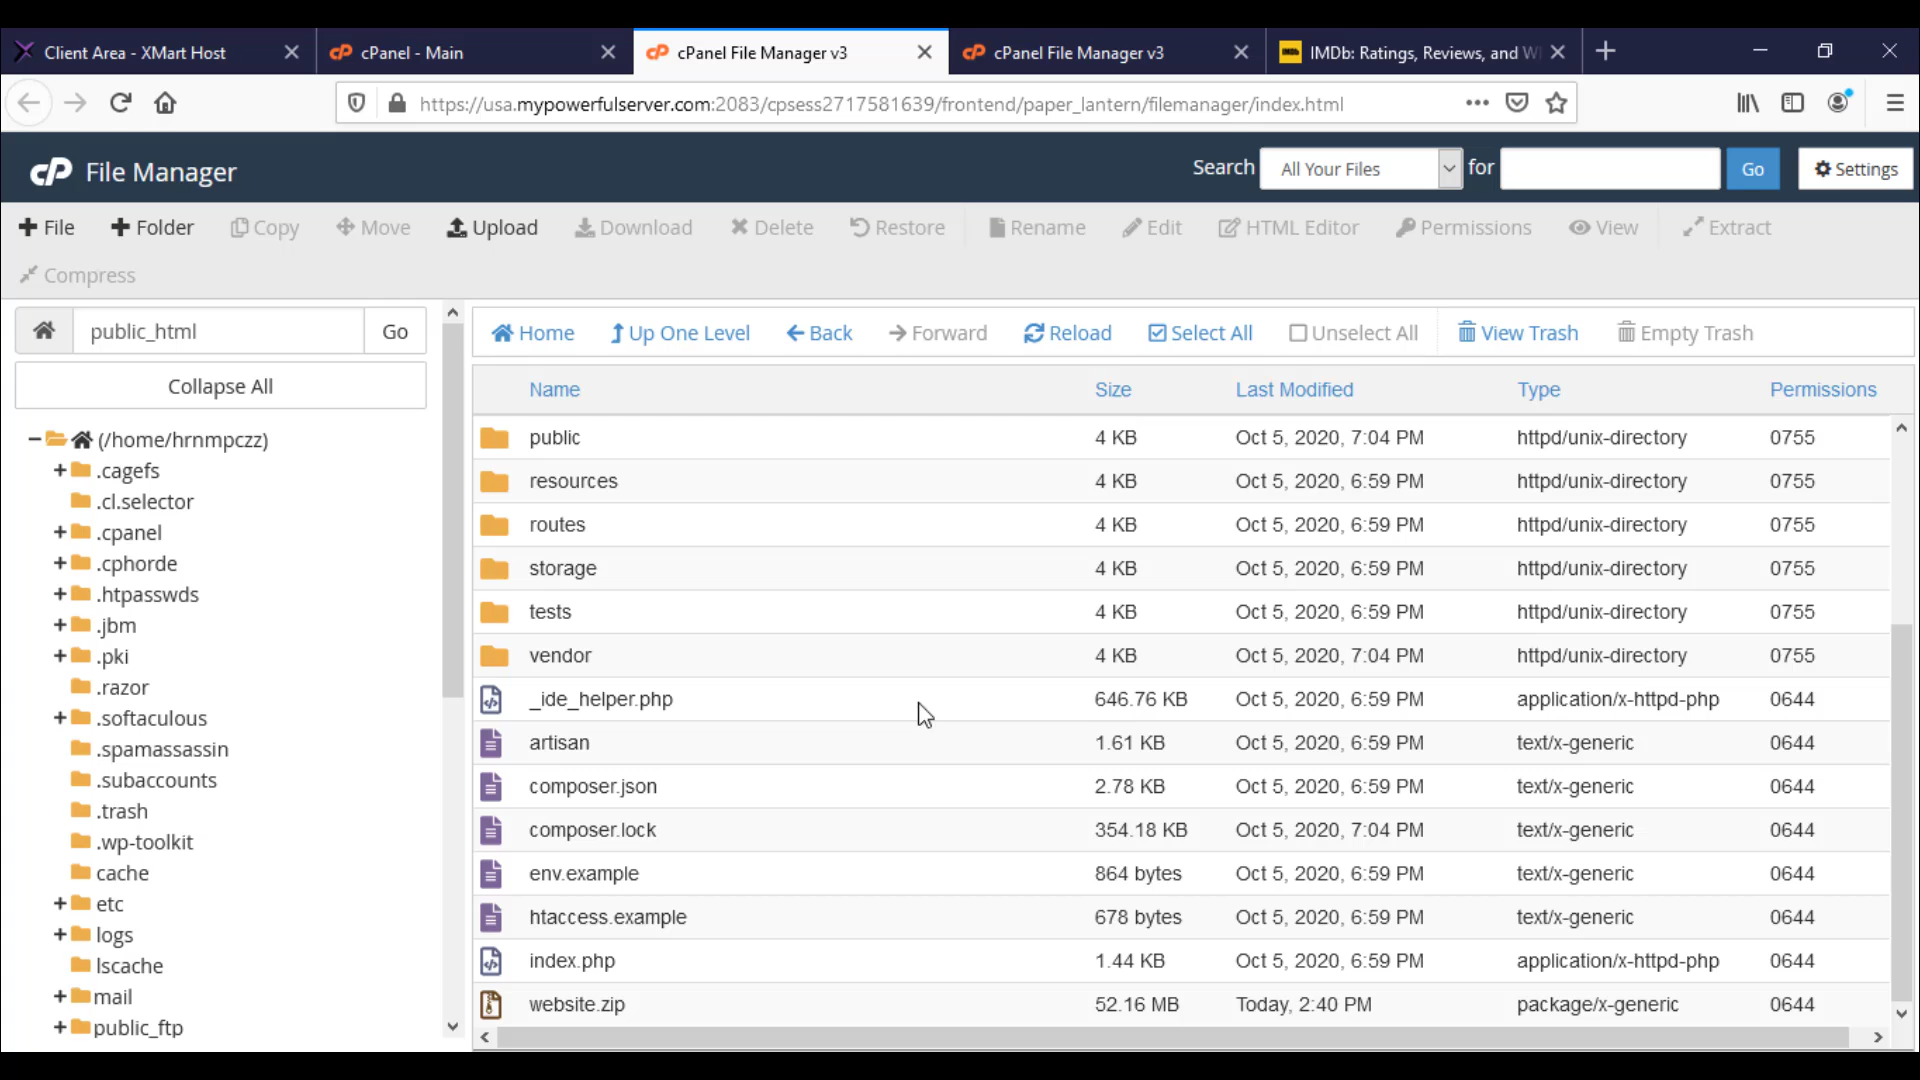 Client Area - XMart Host
cPanel - Main
cPanel File Manager v3
cPanel File Manager v3
IMDb: Ratings, Reviews, and W
https://usa.mypowerfulserver.com:2083/cpsess2717581639/frontend/paper_lantern/filemanager/index.html
cP File Manager
Search All Your Files for Go Settings
File Folder Copy Move Upload Download Delete Restore Rename Edit HTML Editor Permissions View Extract
Compress
public_html Go
Collapse All
(/home/hrnmpczz)
.cagefs
.cl.selector
.cpanel
.cphorde
.htpasswds
.jbm
.pki
.razor
.softaculous
.spamassassin
.subaccounts
.trash
.wp-toolkit
cache
etc
logs
lscache
mail
public_ftp
Home Up One Level Back Forward Reload Select All Unselect All View Trash Empty Trash
Name Size Last Modified Type Permissions
public 4 KB Oct 5, 2020, 7:04 PM httpd/unix-directory 0755
resources 4 KB Oct 5, 2020, 6:59 PM httpd/unix-directory 0755
routes 4 KB Oct 5, 2020, 6:59 PM httpd/unix-directory 0755
storage 4 KB Oct 5, 2020, 6:59 PM httpd/unix-directory 0755
tests 4 KB Oct 5, 2020, 6:59 PM httpd/unix-directory 0755
vendor 4 KB Oct 5, 2020, 7:04 PM httpd/unix-directory 0755
_ide_helper.php 646.76 KB Oct 5, 2020, 6:59 PM application/x-httpd-php 0644
artisan 1.61 KB Oct 5, 2020, 6:59 PM text/x-generic 0644
composer.json 2.78 KB Oct 5, 2020, 6:59 PM text/x-generic 0644
composer.lock 354.18 KB Oct 5, 2020, 7:04 PM text/x-generic 0644
env.example 864 bytes Oct 5, 2020, 6:59 PM text/x-generic 0644
htaccess.example 678 bytes Oct 5, 2020, 6:59 PM text/x-generic 0644
index.php 1.44 KB Oct 5, 2020, 6:59 PM application/x-httpd-php 0644
website.zip 52.16 MB Today, 2:40 PM package/x-generic 0644